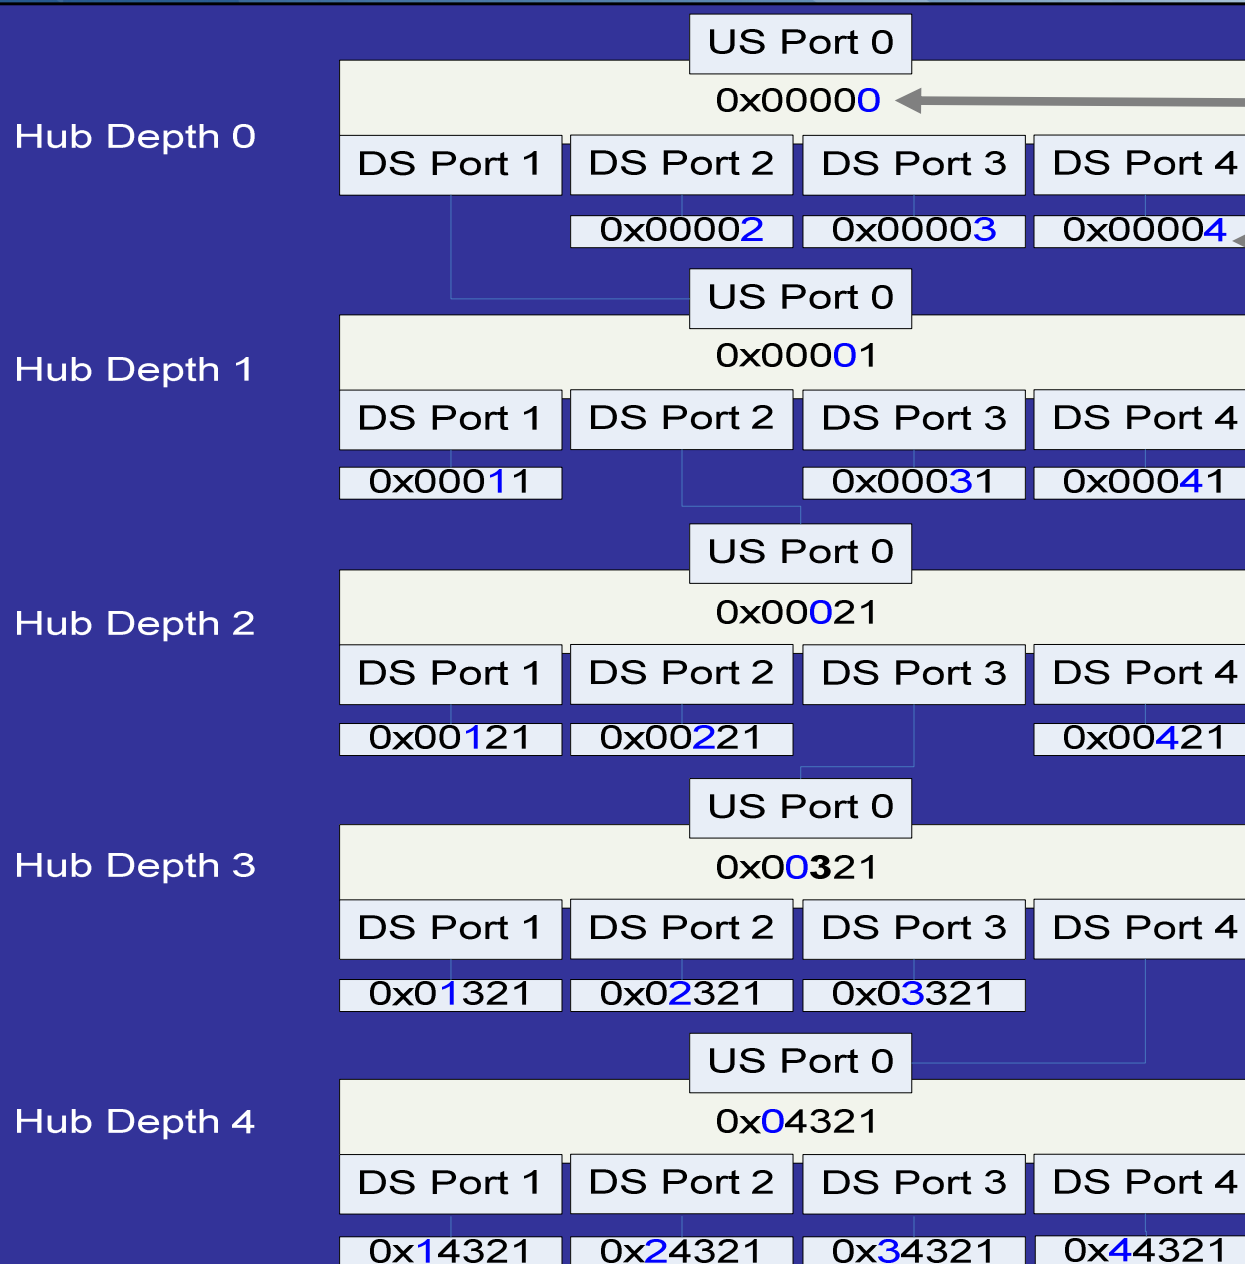 US Port 0
0x00000
Hub Depth 0
DS Port 1 DS Port 2 DS Port 3 DS Port 4
0x00002 0x00003 0x00004
US Port 0
0x00001
Hub Depth 1
DS Port 1 DS Port 2 DS Port 3 DS Port 4
0x00011 0x00031 0x00041
US Port 0
0x00021
Hub Depth 2
DS Port 1 DS Port 2 DS Port 3 DS Port 4
0x00121 0x00221 0x00421
US Port 0
0x00321
Hub Depth 3
DS Port 1 DS Port 2 DS Port 3 DS Port 4
0x01321 0x02321 0x03321
US Port 0
0x04321
Hub Depth 4
DS Port 1 DS Port 2 DS Port 3 DS Port 4
0x14321 0x24321 0x34321 0x44321